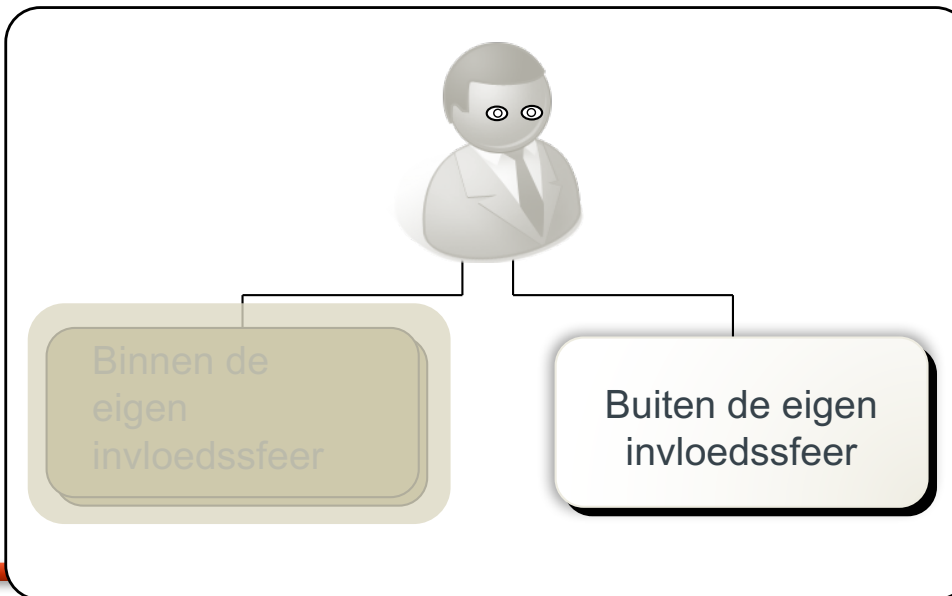 Binnen de
eigen
invloedssfeer
Buiten de eigen
invloedssfeer